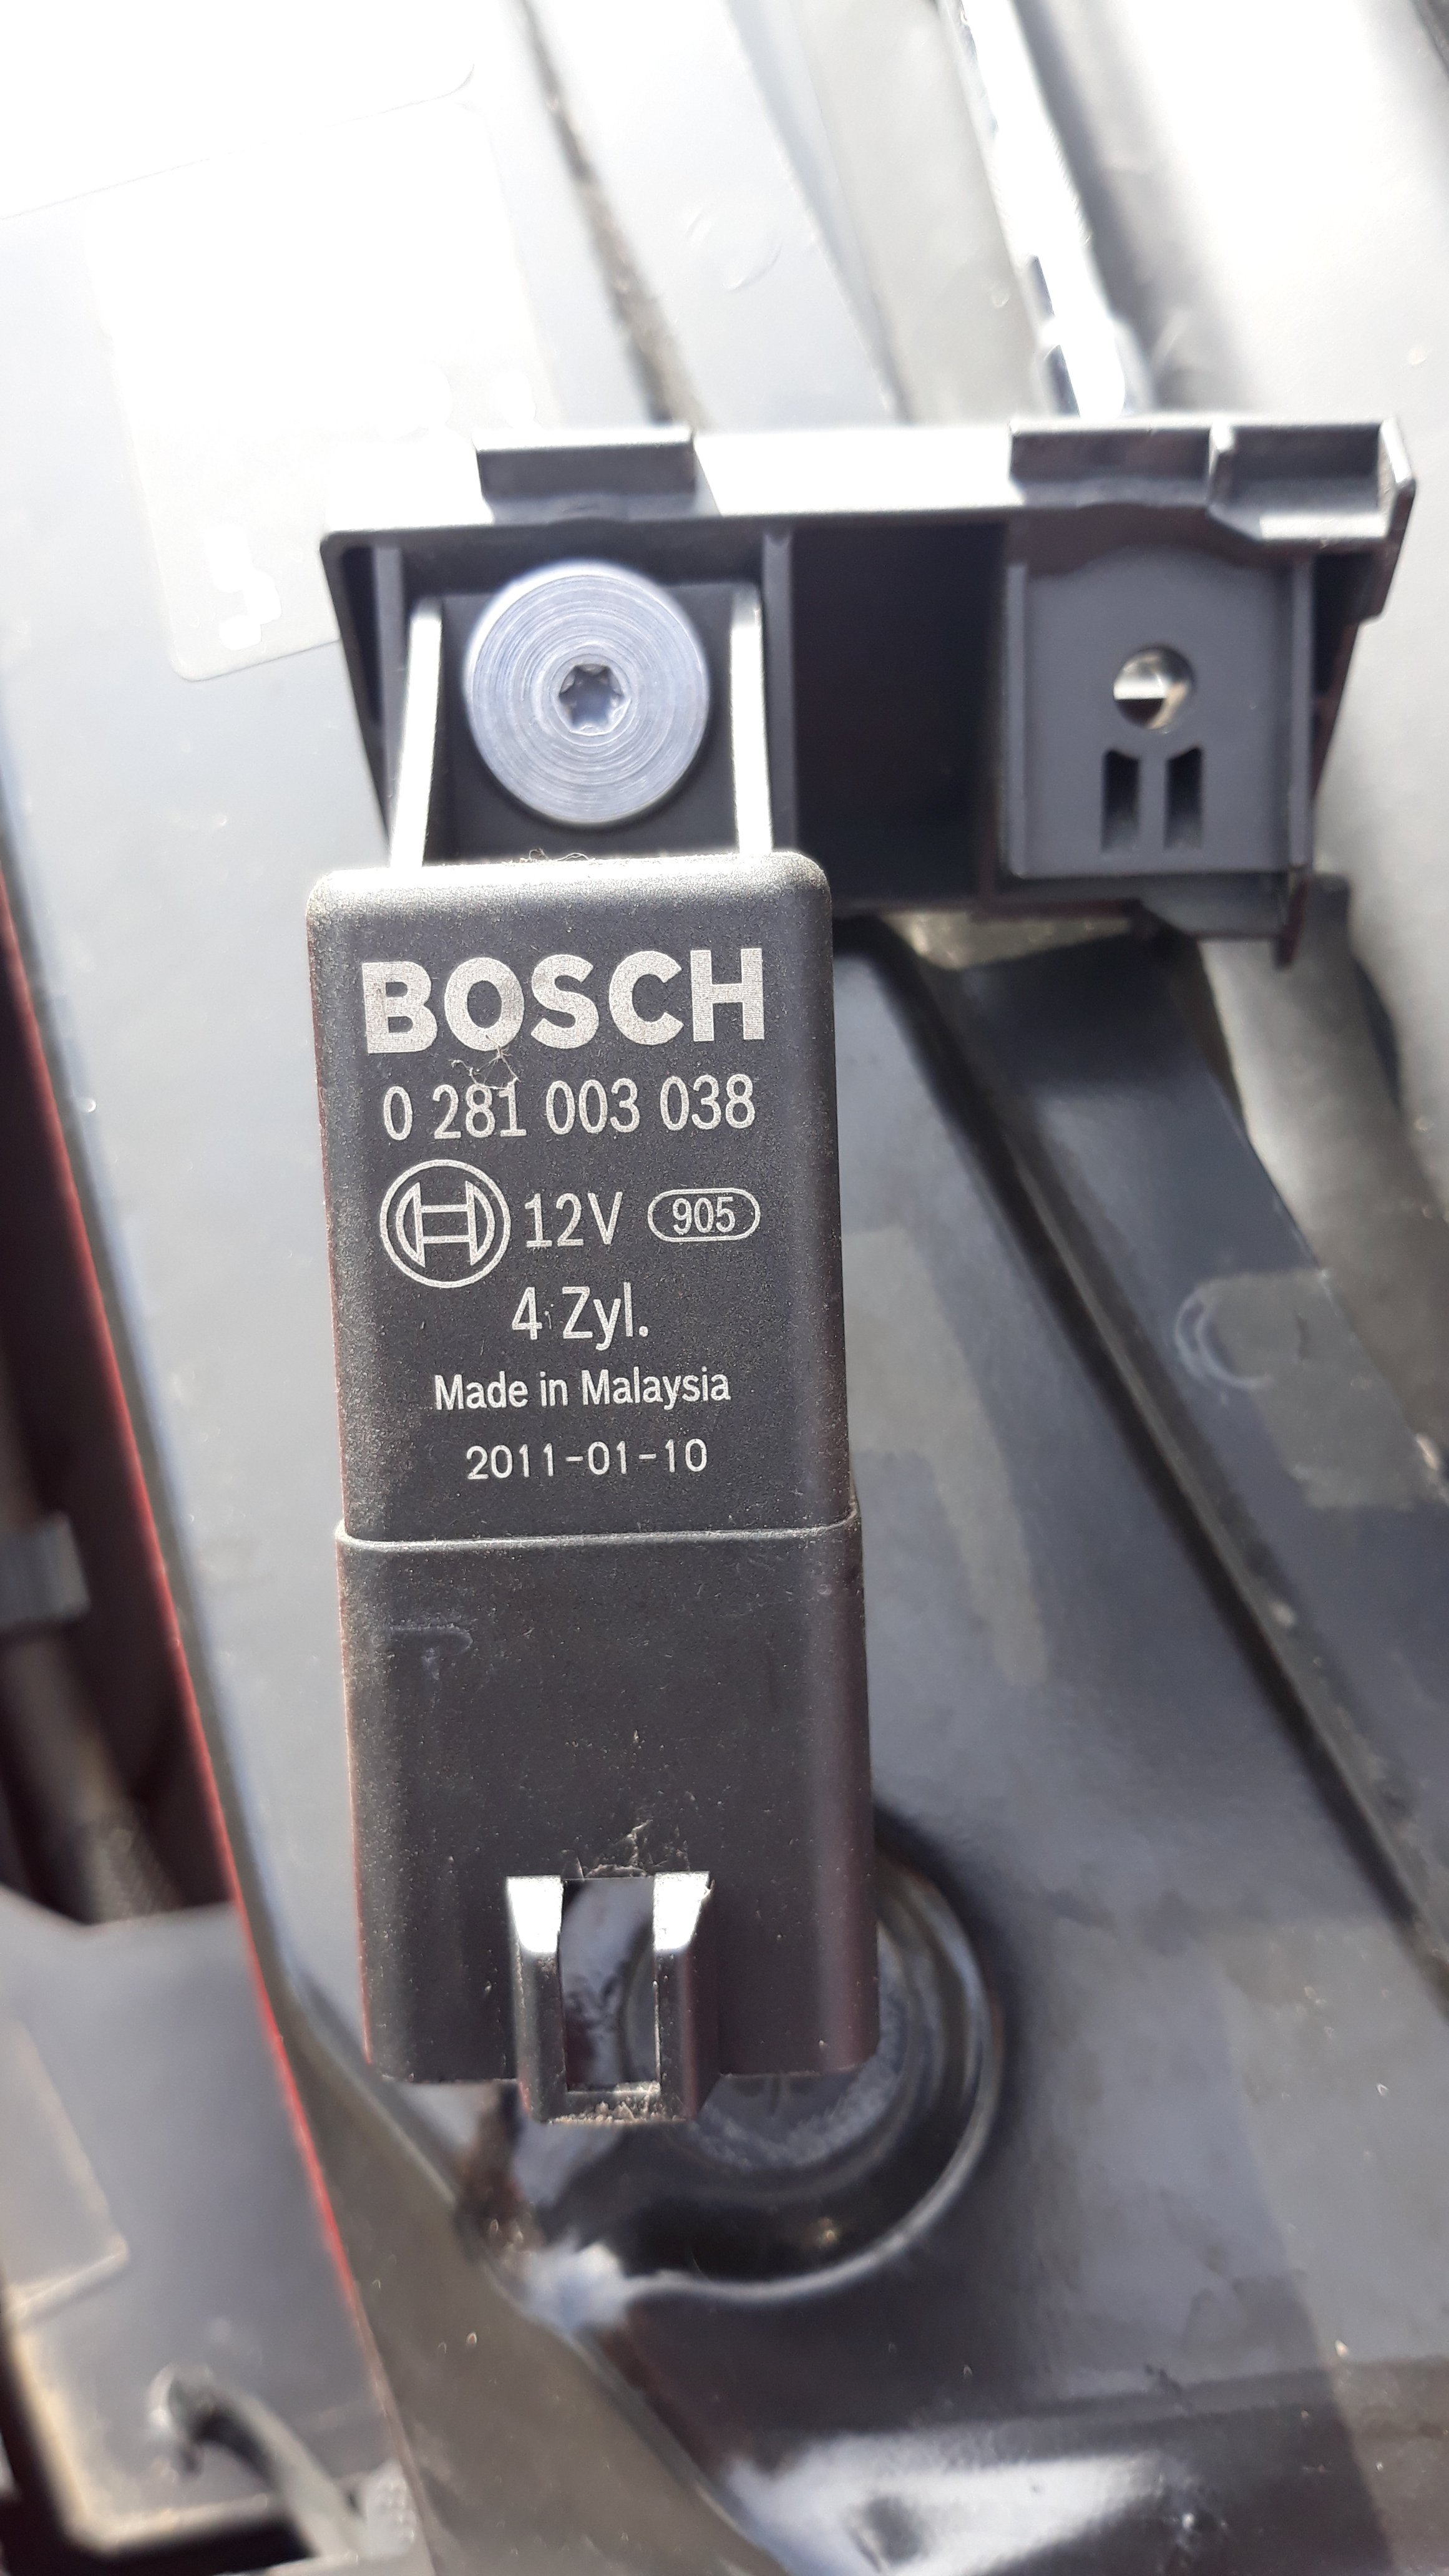 BOSCH
0 281 003 038
12V 905
4 Zyl.
Made in Malaysia
2011-01-10